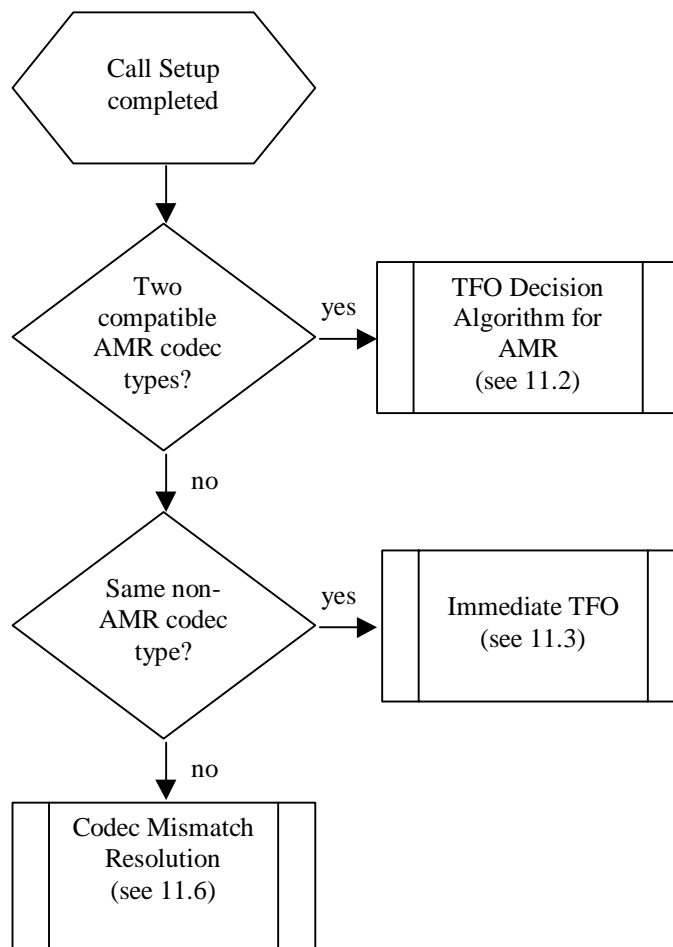 Call Setup
completed
Two
compatible
AMR codec
types?
yes
TFO Decision
Algorithm for
AMR
(see 11.2)
no
Same non-
AMR codec
type?
yes
Immediate TFO
(see 11.3)
no
Codec Mismatch
Resolution
(see 11.6)